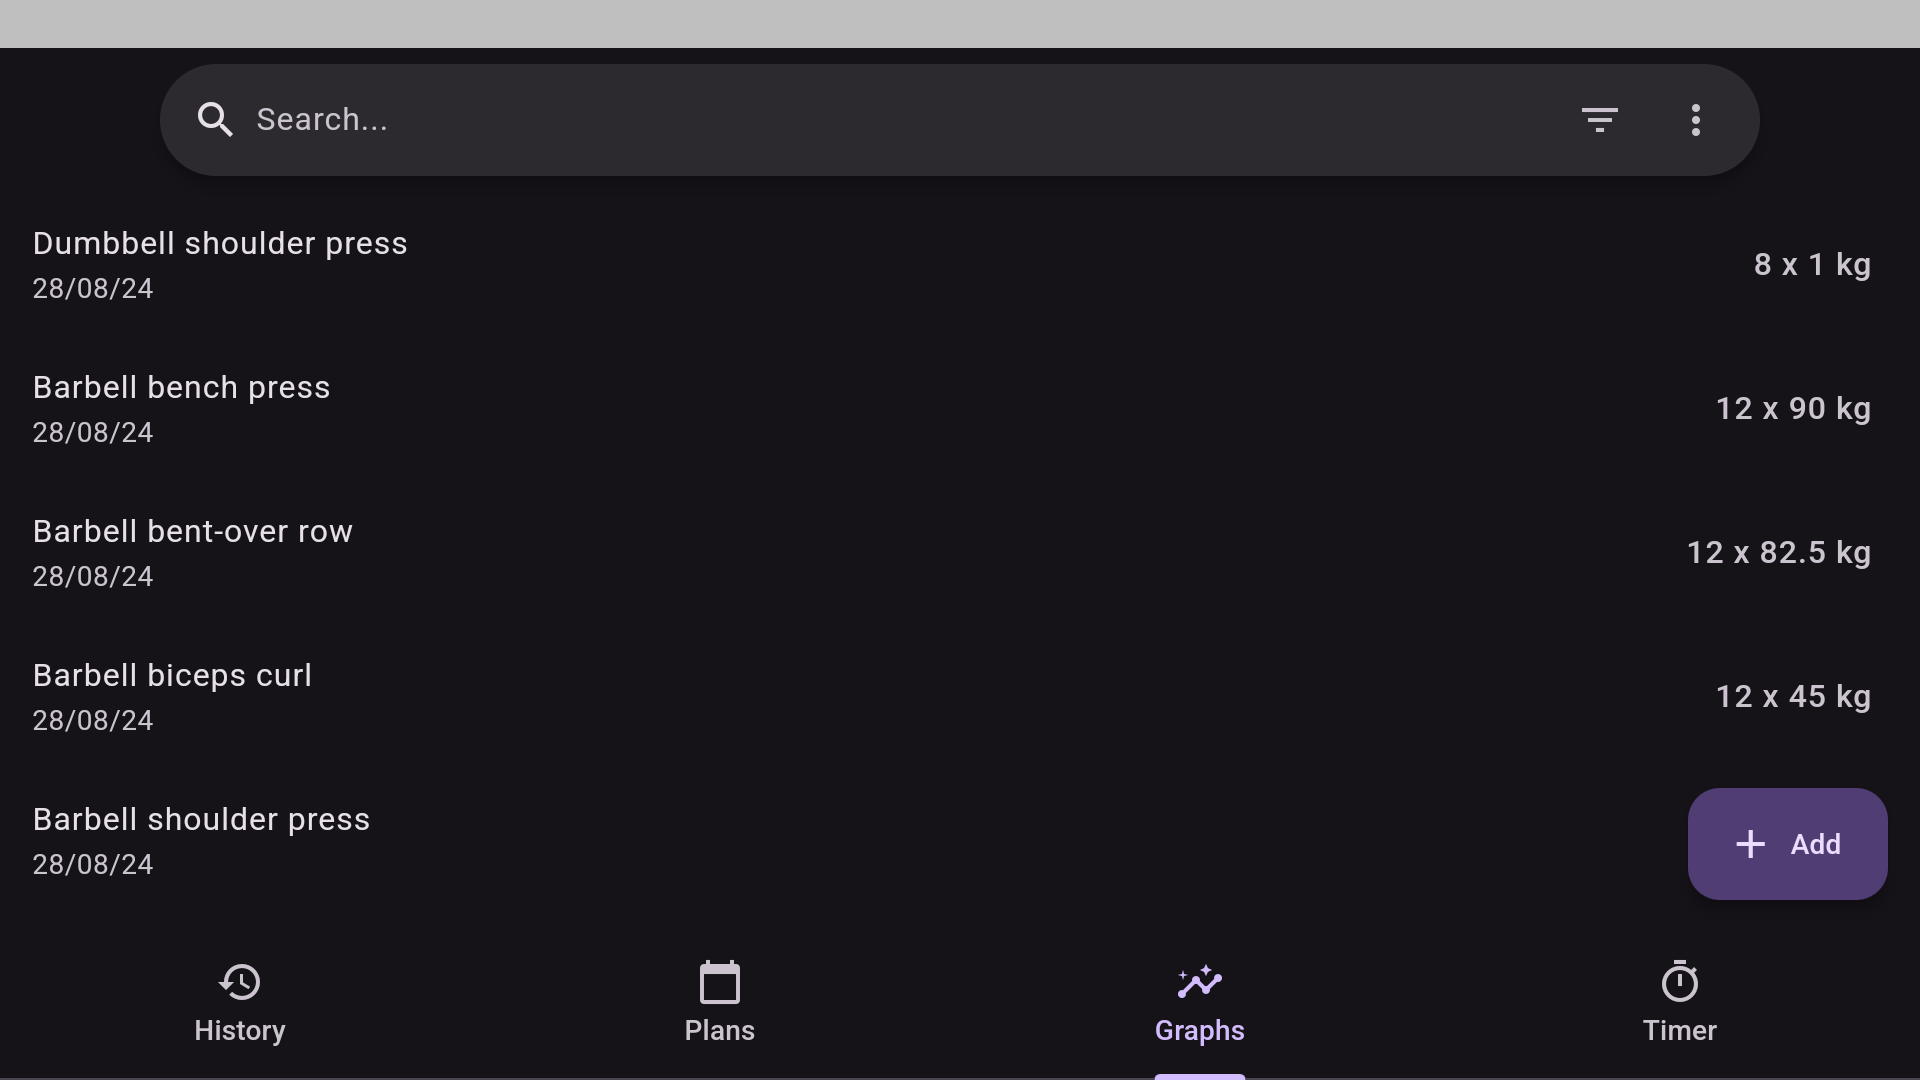 Search...
Dumbbell shoulder press
28/08/24
8 x 1 kg
Barbell bench press
28/08/24
12 x 90 kg
Barbell bent-over row
28/08/24
12 x 82.5 kg
Barbell biceps curl
28/08/24
12 x 45 kg
Barbell shoulder press
28/08/24
Add
History
Plans
Graphs
Timer